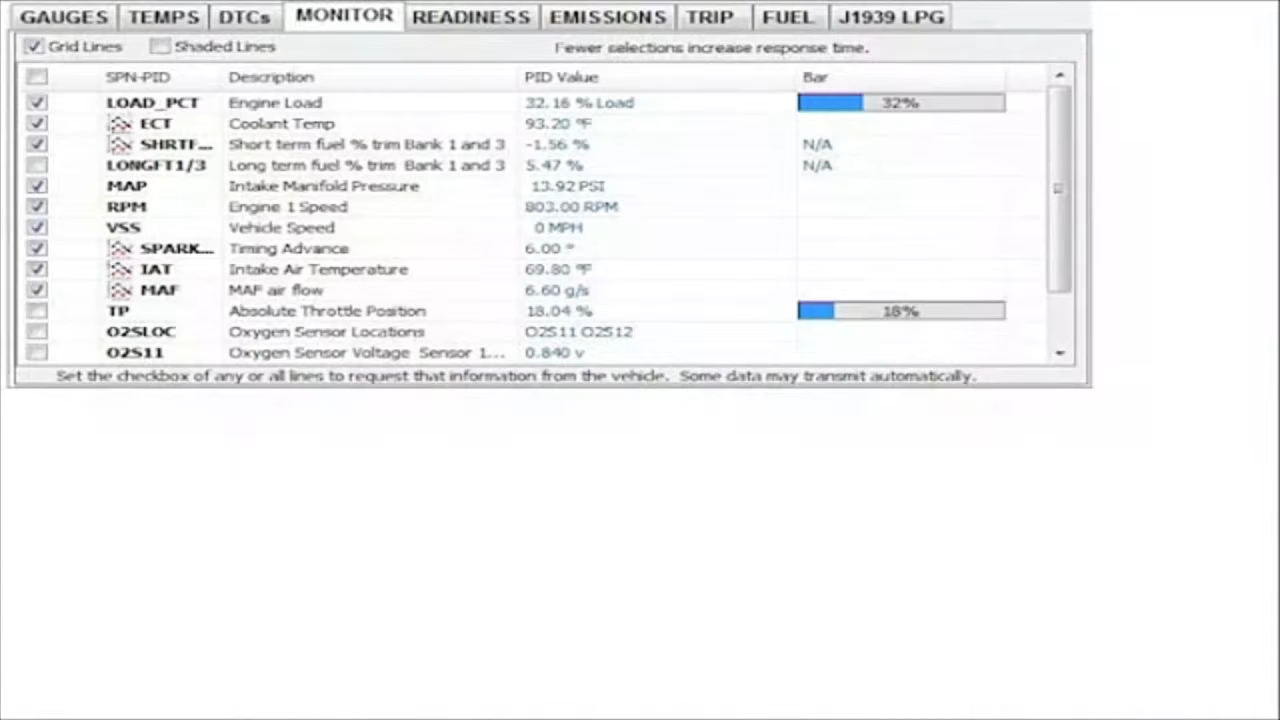 GAUGES TEMPS DTCs MONITOR READINESS EMISSIONS TRIP FUEL J1939 LPG
Grid Lines Shaded Lines Fewer selections increase response time.
SPN-PID Description PID Value Bar
LOAD_PCT Engine Load 32.16 % Load 32%
ECT Coolant Temp 93.20 °F
SHRTF... Short term fuel % trim Bank 1 and 3 -1.56 % N/A
LONGFT1/3 Long term fuel % trim Bank 1 and 3 5.47 % N/A
MAP Intake Manifold Pressure 13.92 PSI
RPM Engine 1 Speed 803.00 RPM
VSS Vehicle Speed 0 MPH
SPARK... Timing Advance 6.00 °
IAT Intake Air Temperature 69.80 °F
MAF MAF air flow 6.60 g/s
TP Absolute Throttle Position 18.04 % 18%
O2SLOC Oxygen Sensor Locations O2S11 O2S12
O2S11 Oxygen Sensor Voltage Sensor 1... 0.840 v
Set the checkbox of any or all lines to request that information from the vehicle. Some data may transmit automatically.